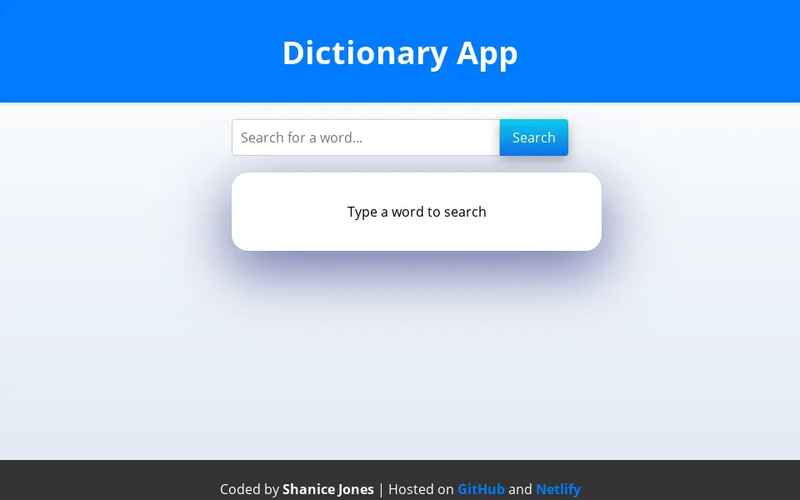 Dictionary App
Search for a word...
Search
Type a word to search
Coded by Shanice Jones | Hosted on GitHub and Netlify